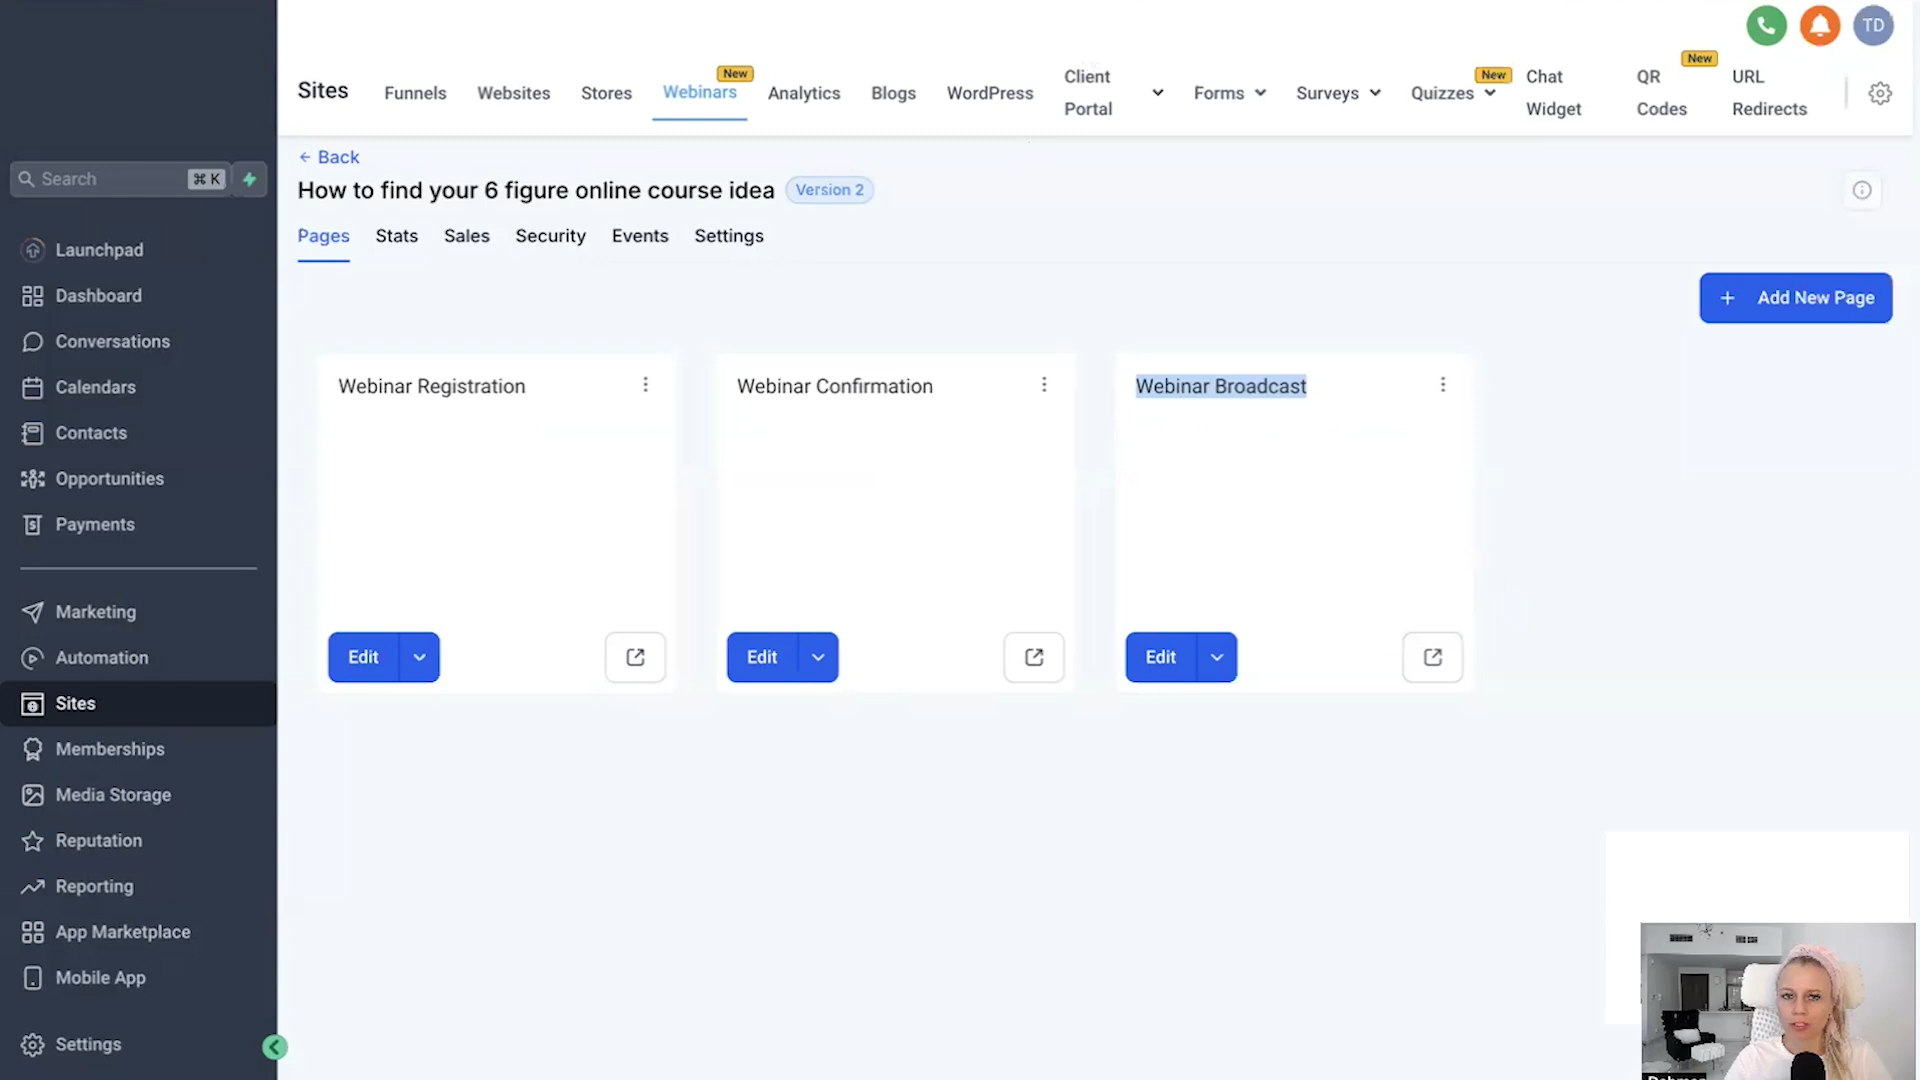 TD
Sites
Funnels
Websites
Stores
Webinars
New
Analytics
Blogs
WordPress
Client
Portal
Forms
Surveys
Quizzes
New
Chat
Widget
QR
Codes
New
URL
Redirects
Search
⌘ K
Launchpad
Dashboard
Conversations
Calendars
Contacts
Opportunities
Payments
Marketing
Automation
Sites
Memberships
Media Storage
Reputation
Reporting
App Marketplace
Mobile App
Settings
← Back
How to find your 6 figure online course idea Version 2
Pages Stats Sales Security Events Settings
+ Add New Page
Webinar Registration
Edit
Webinar Confirmation
Edit
Webinar Broadcast
Edit